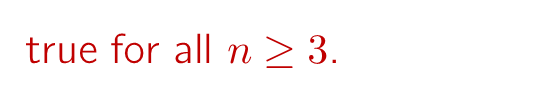 true for all n ≥ 3.